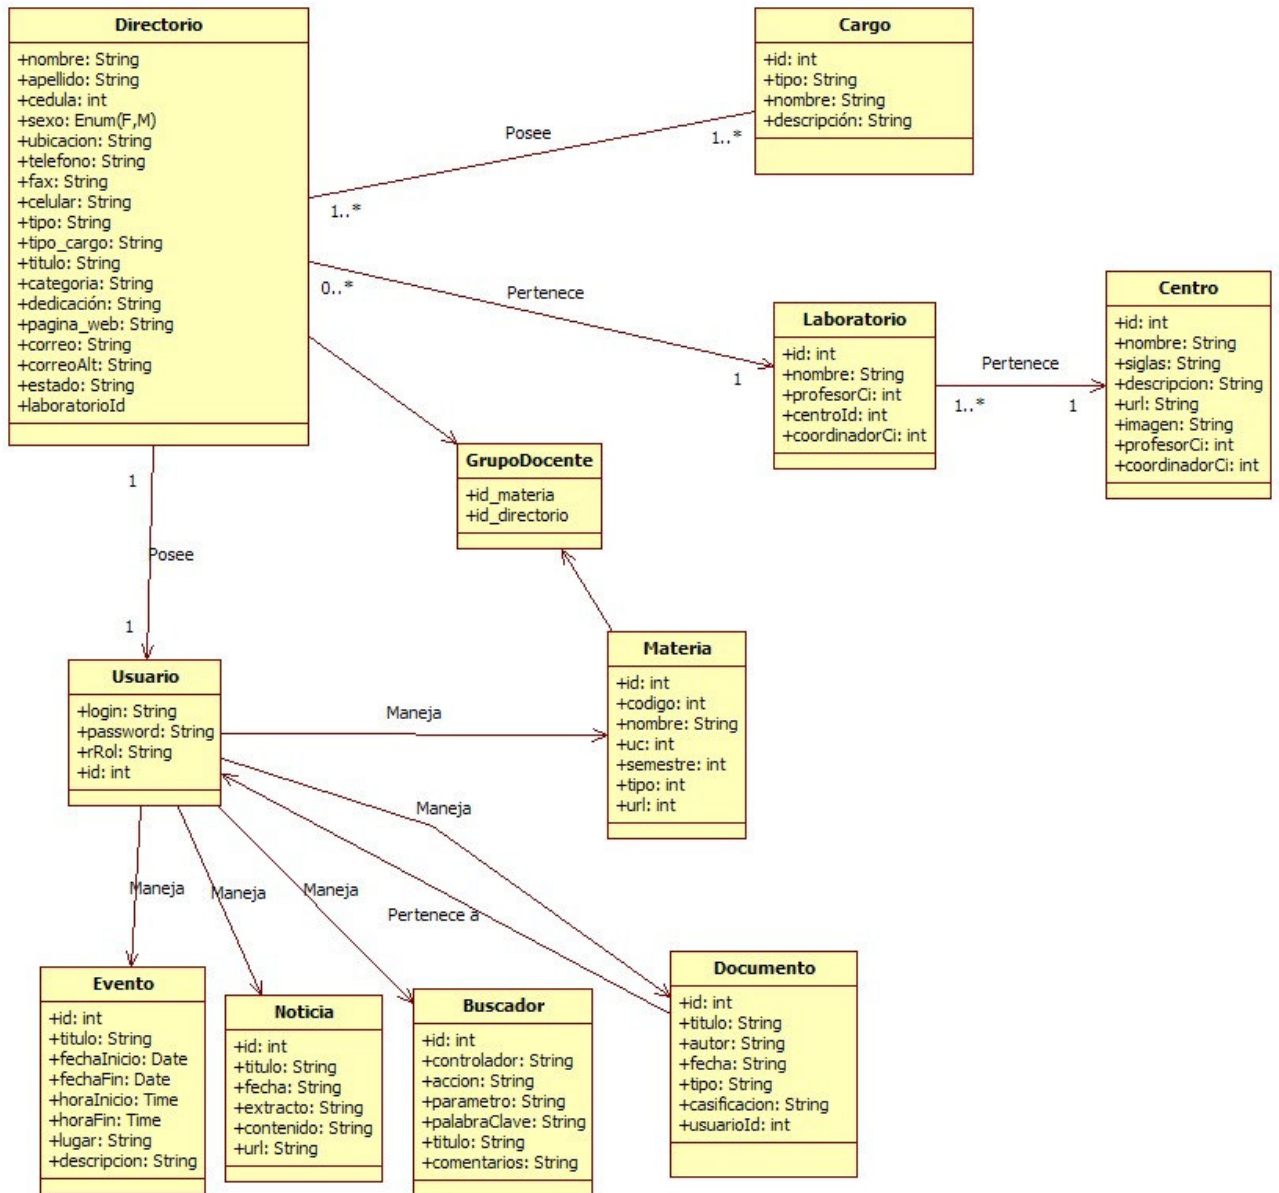 Directorio
+nombre: String
+apellido: String
+cedula: int
+sexo: Enum(F,M)
+ubicacion: String
+telefono: String
+fax: String
+celular: String
+tipo: String
+tipo_cargo: String
+titulo: String
+categoria: String
+dedicación: String
+pagina_web: String
+correo: String
+correoAlt: String
+estado: String
+laboratorioId
Cargo
+id: int
+tipo: String
+nombre: String
+descripción: String
Posee
1..*
1..*
0..*
Pertenece
1
Laboratorio
+id: int
+nombre: String
+profesorCi: int
+centroId: int
+coordinadorCi: int
Pertenece
1..*
1
Centro
+id: int
+nombre: String
+siglas: String
+descripcion: String
+url: String
+imagen: String
+profesorCi: int
+coordinadorCi: int
GrupoDocente
+id_materia
+id_directorio
1
Posee
1
Usuario
+login: String
+password: String
+rRol: String
+id: int
Maneja
Materia
+id: int
+codigo: int
+nombre: String
+uc: int
+semestre: int
+tipo: int
+url: int
Maneja
Maneja
Maneja
Maneja
Pertenece a
Evento
+id: int
+titulo: String
+fechaInicio: Date
+fechaFin: Date
+horaInicio: Time
+horaFin: Time
+lugar: String
+descripcion: String
Noticia
+id: int
+titulo: String
+fecha: String
+extracto: String
+contenido: String
+url: String
Buscador
+id: int
+controlador: String
+accion: String
+parametro: String
+palabraClave: String
+titulo: String
+comentarios: String
Documento
+id: int
+titulo: String
+autor: String
+fecha: String
+tipo: String
+casificacion: String
+usuarioId: int